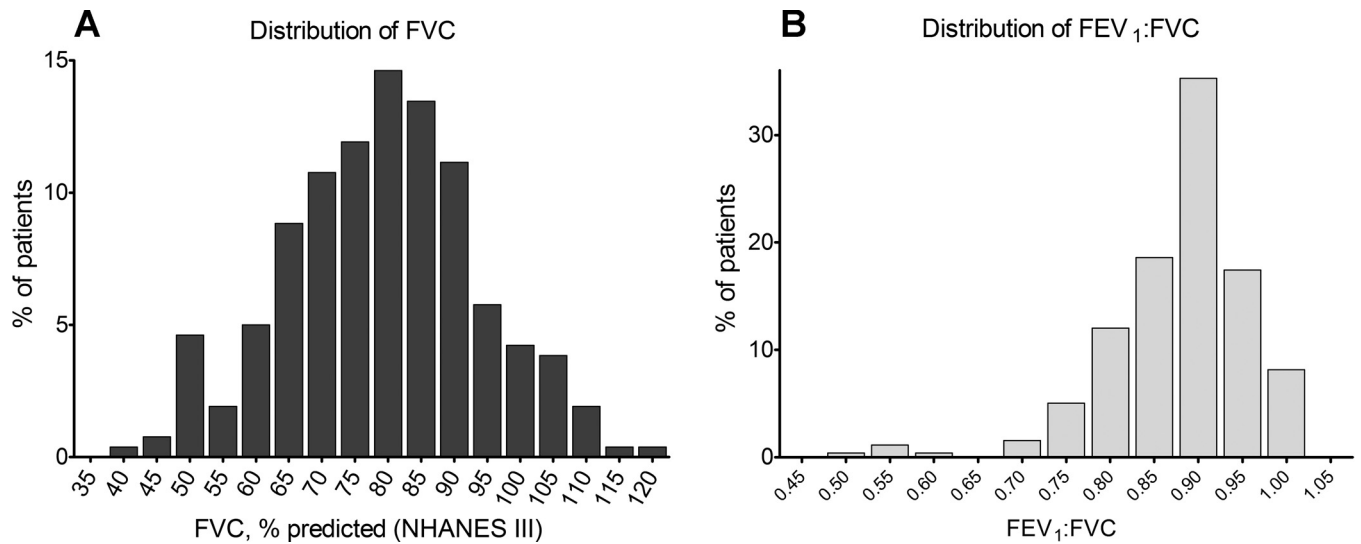 A
Distribution of FVC
15
10
5
0
% of patients
35 40 45 50 55 60 65 70 75 80 85 90 95 100 105 110 115 120
FVC, % predicted (NHANES III)
B
Distribution of FEV 1:FVC
30
20
10
0
% of patients
0.45 0.50 0.55 0.60 0.65 0.70 0.75 0.80 0.85 0.90 0.95 1.00 1.05
FEV1:FVC